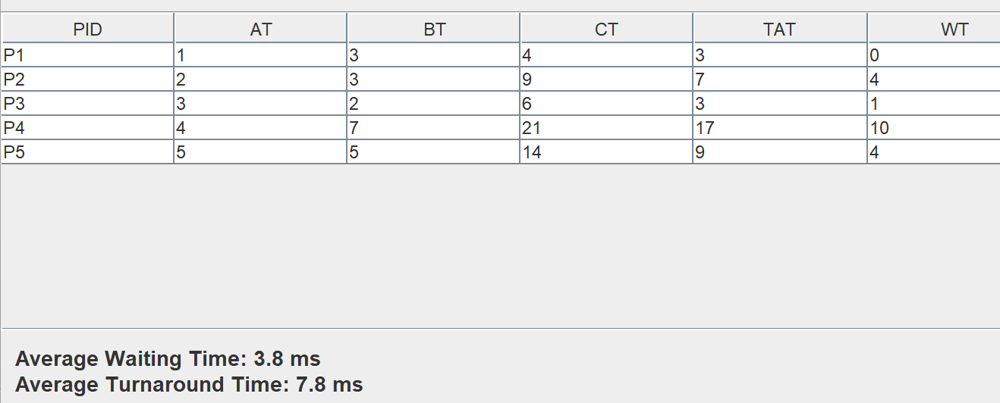 PID AT BT CT TAT WT
P1 1 3 4 3 0
P2 2 3 9 7 4
P3 3 2 6 3 1
P4 4 7 21 17 10
P5 5 5 14 9 4
Average Waiting Time: 3.8 ms
Average Turnaround Time: 7.8 ms